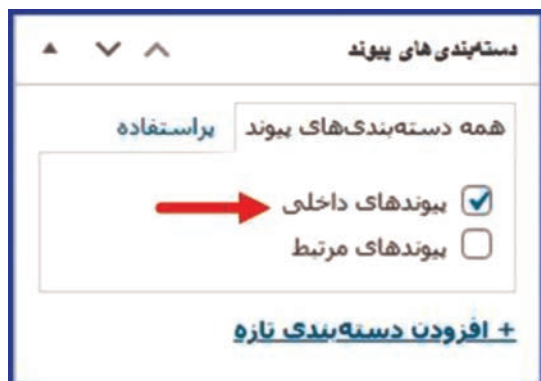 دسته‌بندی‌های پیوند
همه دسته‌بندی‌های پیوند پراستفاده
پیوندهای داخلی
پیوندهای مرتبط
+ افزودن دسته‌بندی تازه